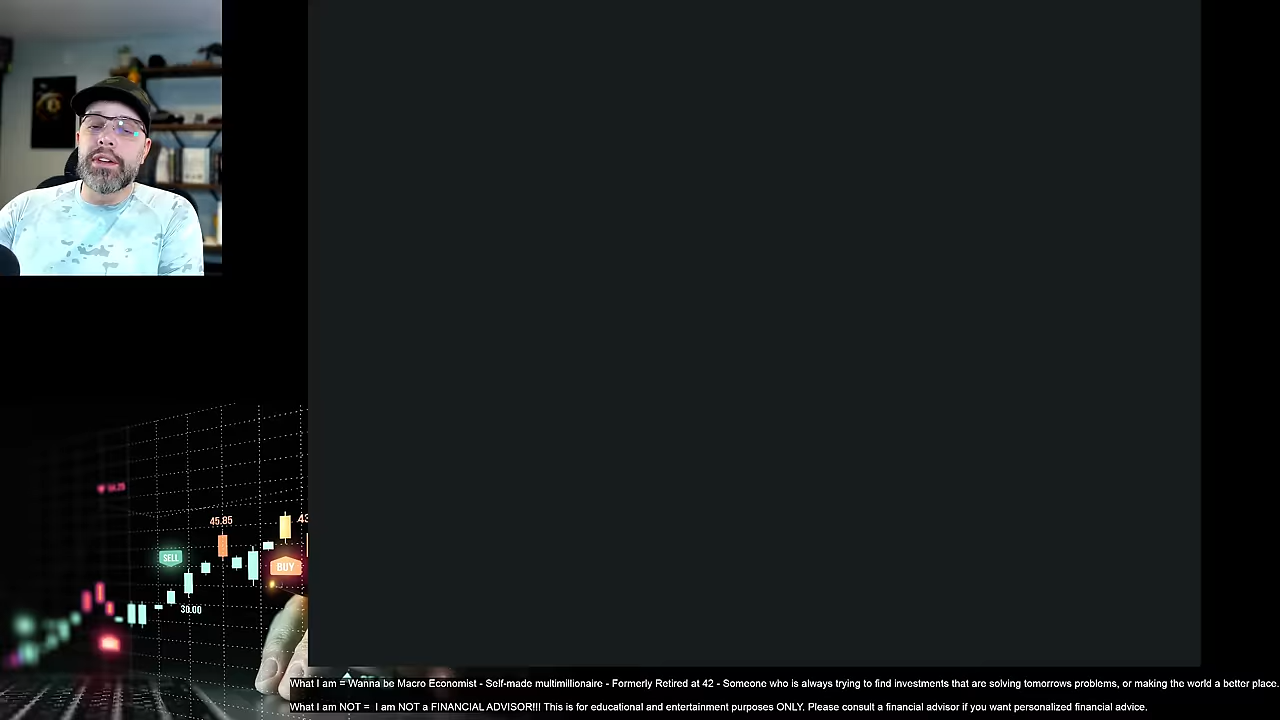 45.85
43
SELL
BUY
30.00
What I am = Wanna be Macro Economist - Self-made multimillionaire - Formerly Retired at 42 - Someone who is always trying to find investments that are solving tomorrows problems, or making the world a better place.
What I am NOT = I am NOT a FINANCIAL ADVISOR!!! This is for educational and entertainment purposes ONLY. Please consult a financial advisor if you want personalized financial advice.